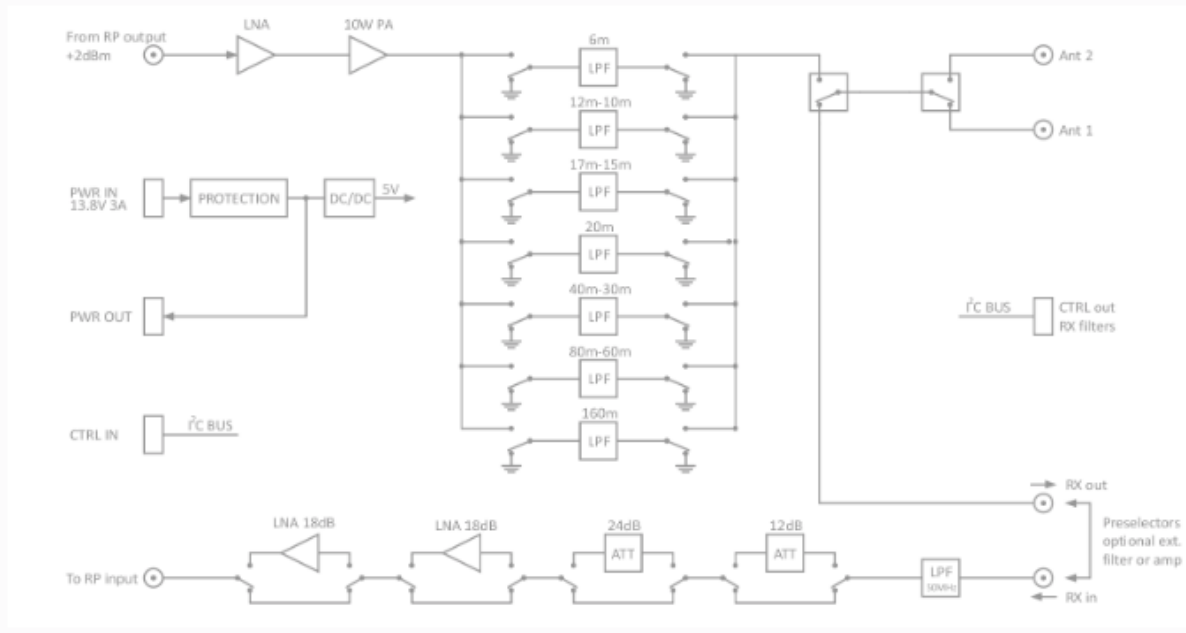 LNA
10W PA
From RP output
+2dBm
6m
LPF
Ant 2
12m-10m
LPF
Ant 1
17m-15m
LPF
PWR IN
13.8V 3A
PROTECTION
DC/DC
5V
20m
LPF
40m-30m
LPF
PWR OUT
I²C BUS
CTRL out
RX filters
80m-60m
LPF
160m
LPF
CTRL IN
I²C BUS
RX out
Preselectors
optional ext.
filter or amp
LNA 18dB
LNA 18dB
24dB
ATT
12dB
ATT
To RP input
LPF
50MHz
RX in